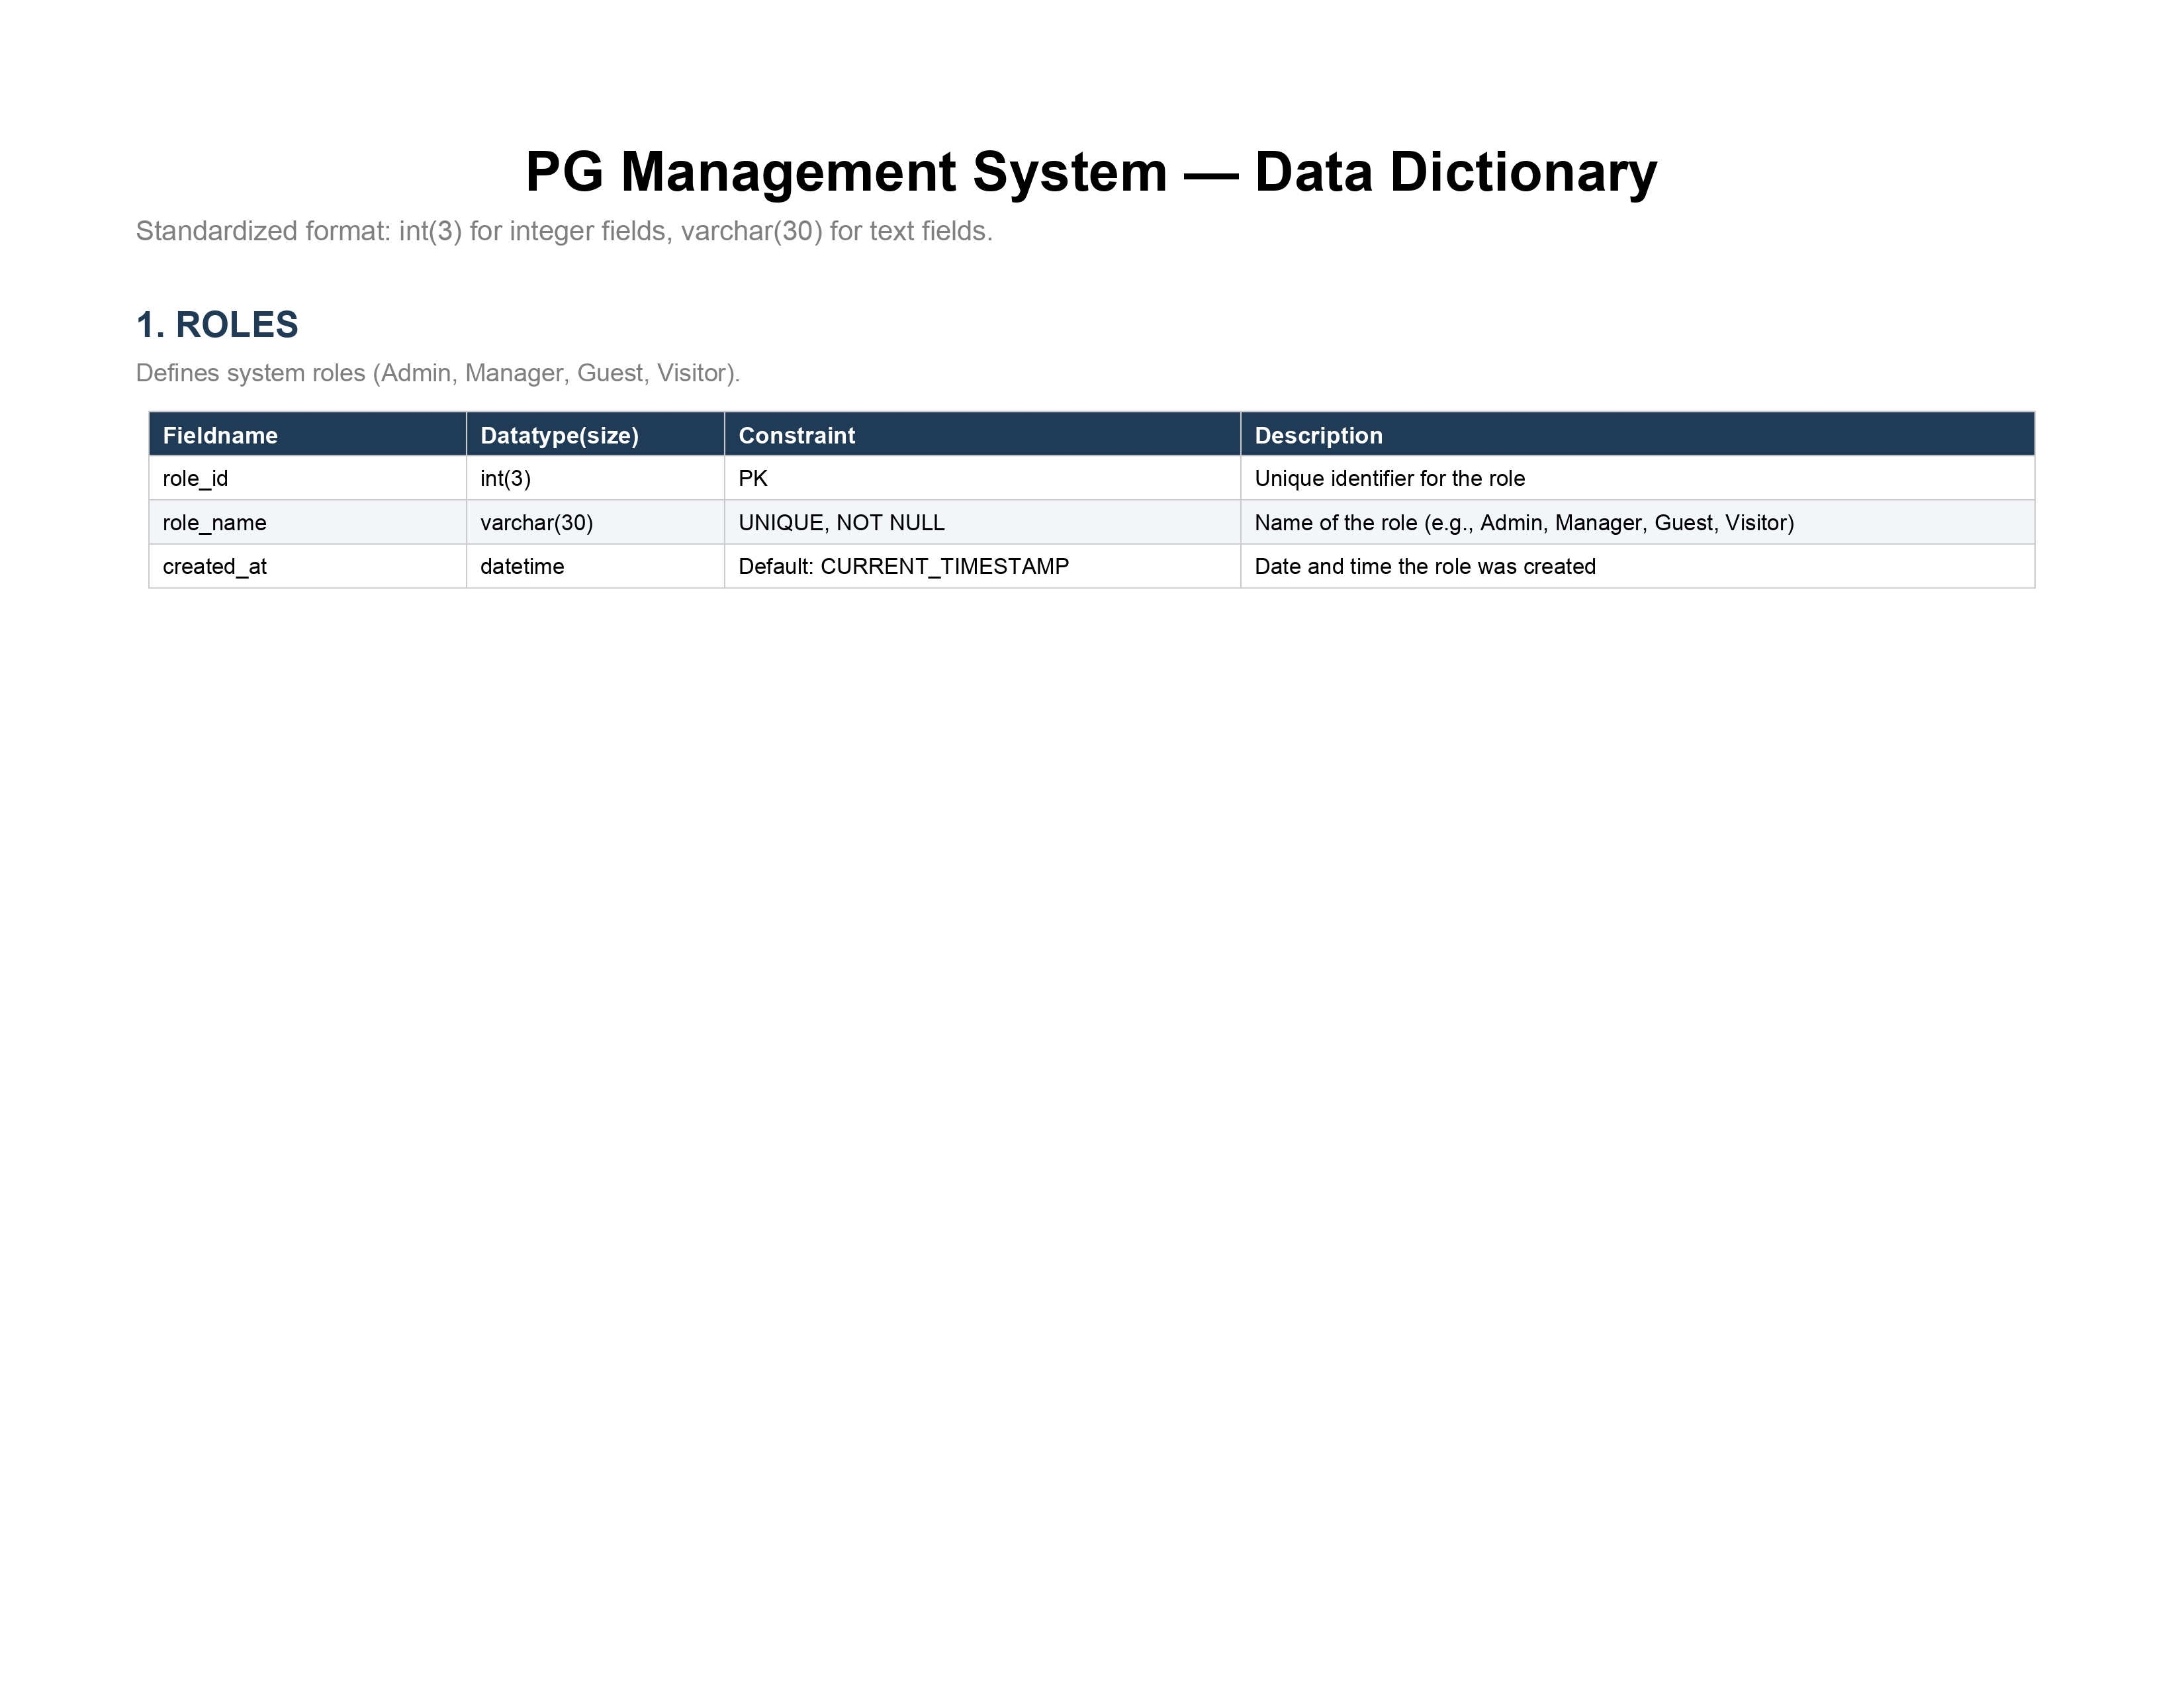 PG Management System — Data Dictionary
Standardized format: int(3) for integer fields, varchar(30) for text fields.
1. ROLES
Defines system roles (Admin, Manager, Guest, Visitor).
Fieldname Datatype(size) Constraint Description
role_id int(3) PK Unique identifier for the role
role_name varchar(30) UNIQUE, NOT NULL Name of the role (e.g., Admin, Manager, Guest, Visitor)
created_at datetime Default: CURRENT_TIMESTAMP Date and time the role was created